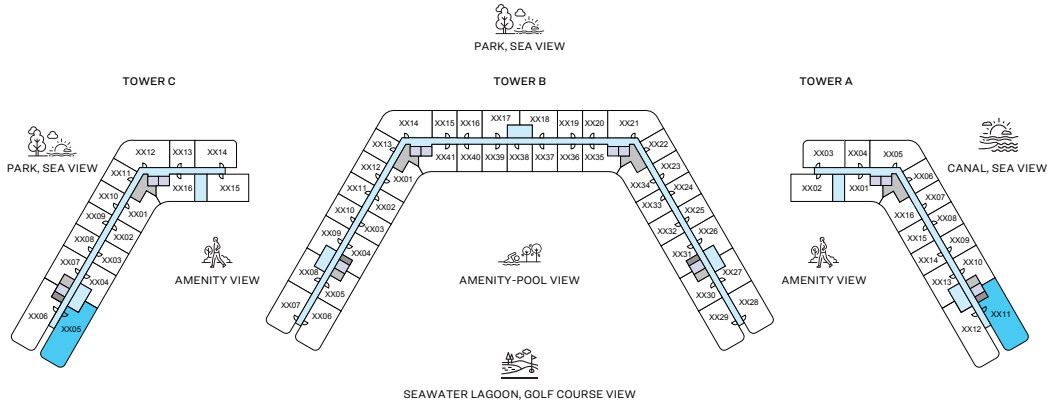 PARK, SEA VIEW
TOWER C
TOWER B
TOWER A
PARK, SEA VIEW
CANAL, SEA VIEW
XX12
XX13
XX14
XX11
XX16
XX15
XX10
XX01
XX09
XX02
XX08
XX03
XX07
XX04
XX06
XX05
AMENITY VIEW
XX14
XX15
XX16
XX17
XX18
XX19
XX20
XX21
XX13
XX41
XX40
XX39
XX38
XX37
XX36
XX35
XX22
XX12
XX01
XX34
XX23
XX11
XX02
XX33
XX24
XX10
XX03
XX32
XX25
XX09
XX04
XX31
XX26
XX08
XX05
XX30
XX27
XX07
XX06
XX29
XX28
AMENITY-POOL VIEW
XX03
XX04
XX05
XX02
XX01
XX06
XX16
XX07
XX15
XX08
XX14
XX09
XX13
XX10
XX12
XX11
AMENITY VIEW
SEAWATER LAGOON, GOLF COURSE VIEW